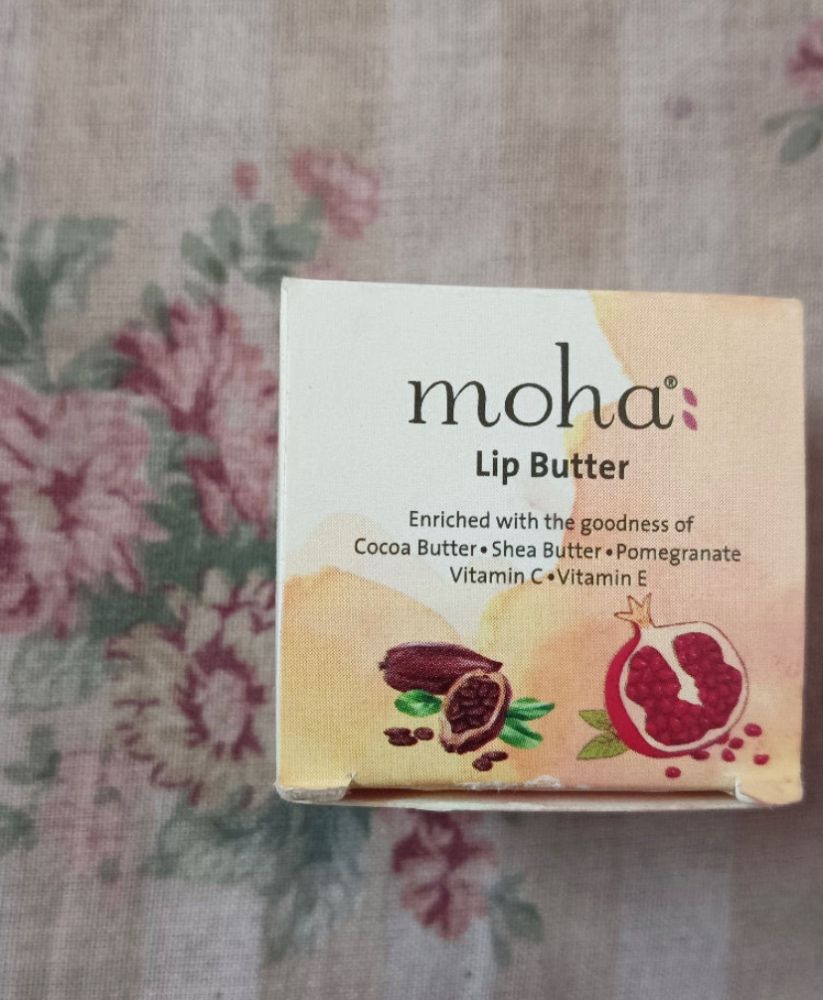 moha®
Lip Butter
Enriched with the goodness of
Cocoa Butter•Shea Butter•Pomegranate
Vitamin C•Vitamin E